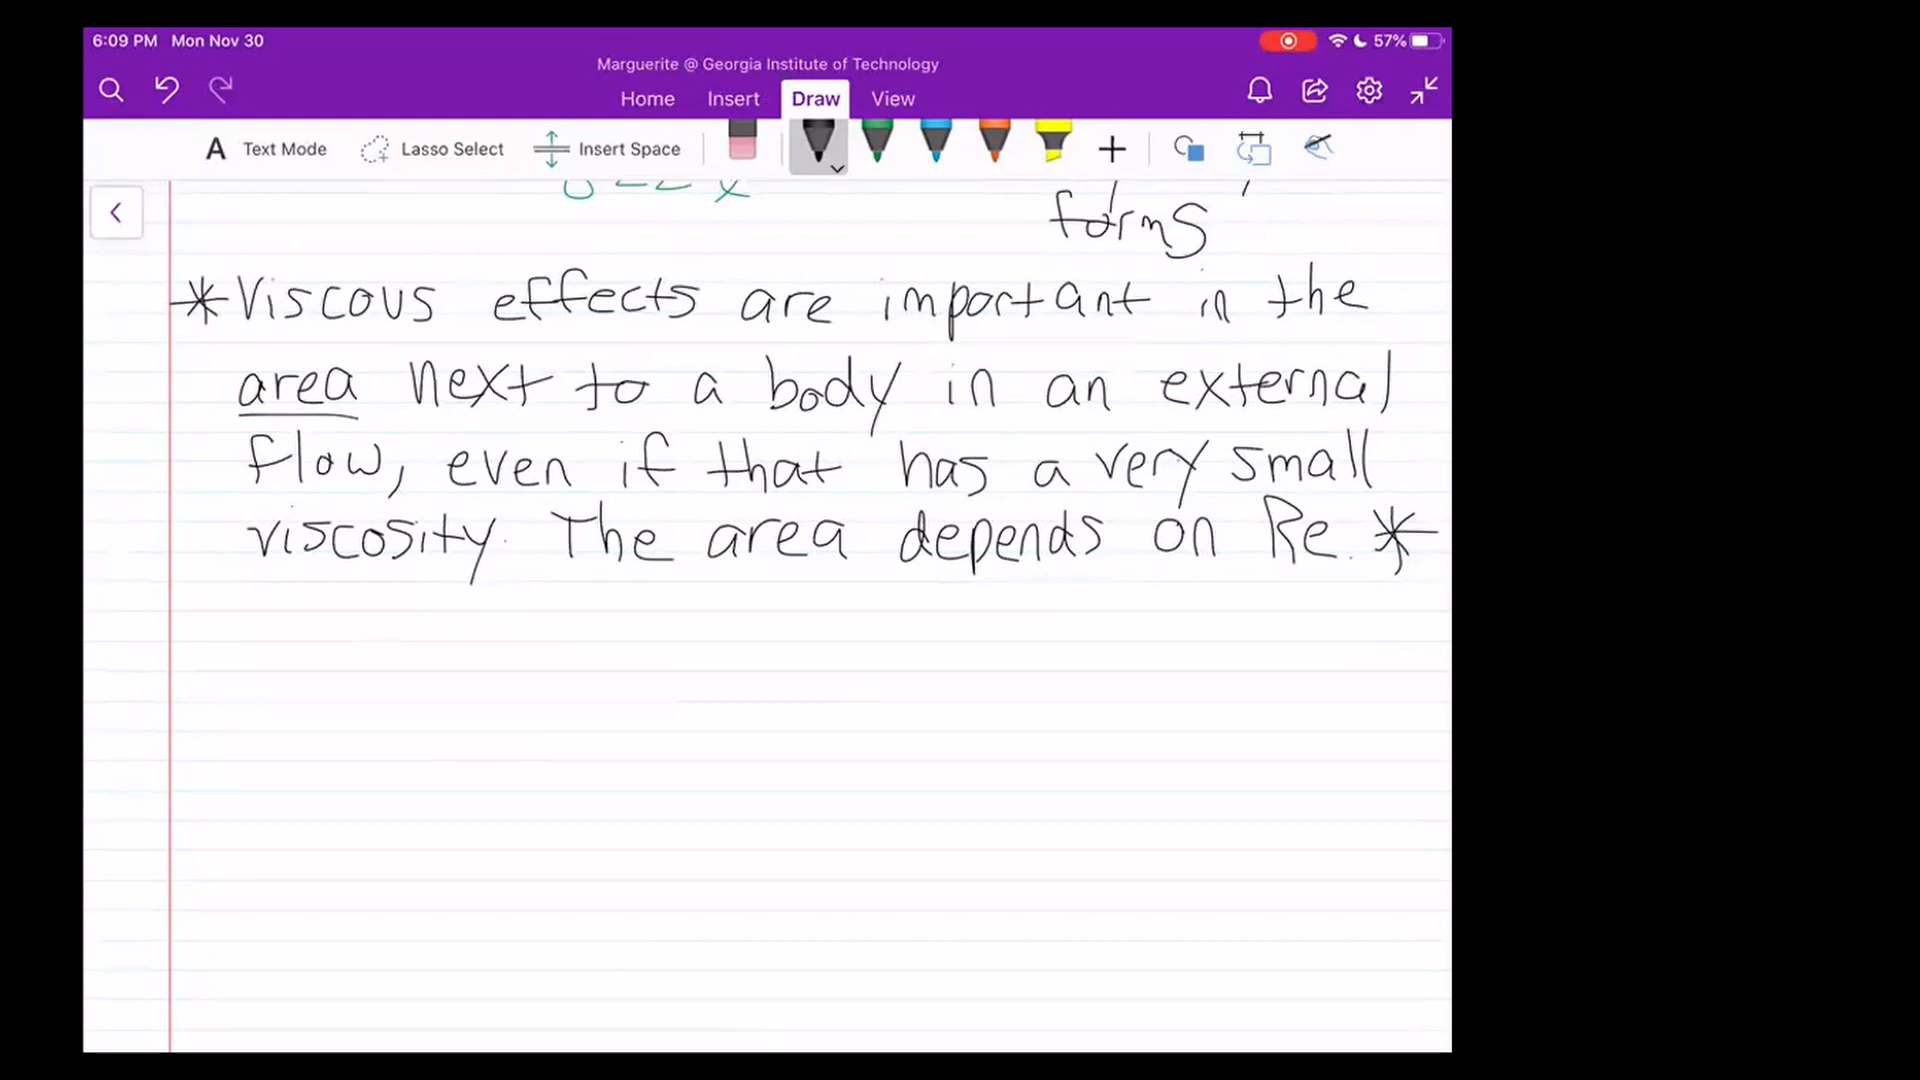 6:09 PM Mon Nov 30
57%
Marguerite @ Georgia Institute of Technology
Home Insert Draw View
A Text Mode Lasso Select Insert Space
forms
*Viscous effects are important in the
area next to a body in an external
flow, even if that has a very small
viscosity. The area depends on Re.*